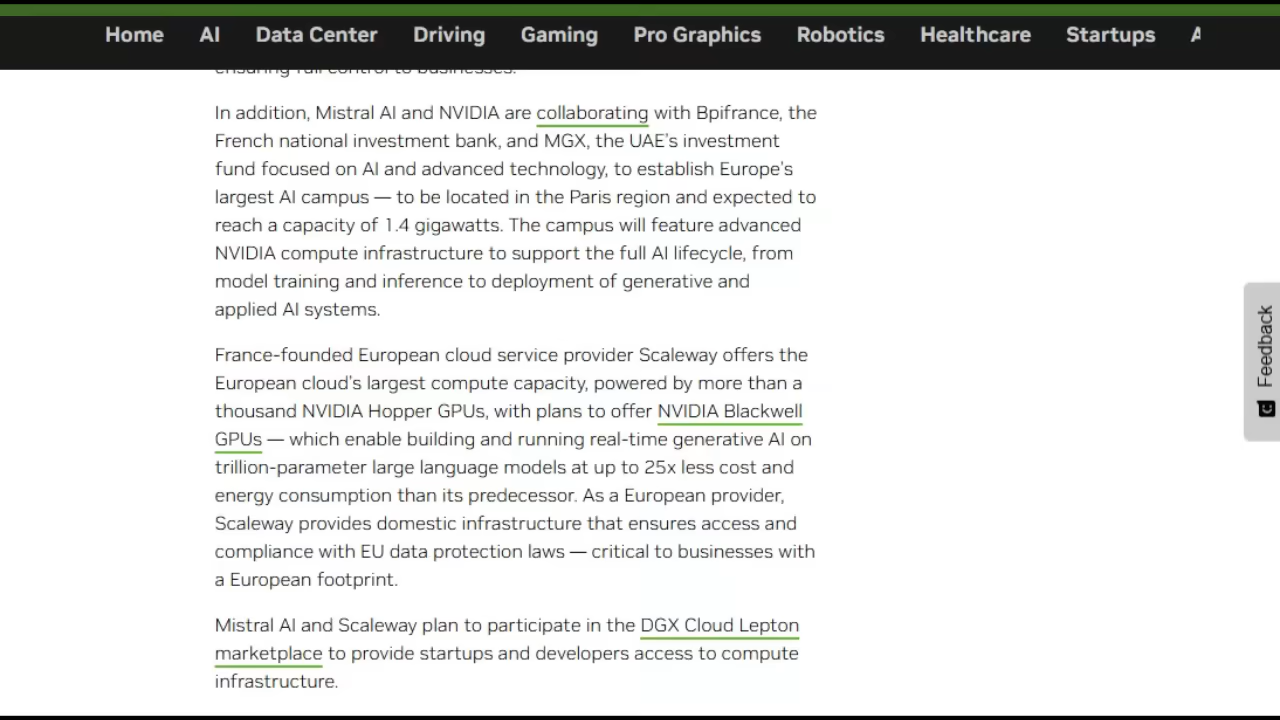 Home AI Data Center Driving Gaming Pro Graphics Robotics Healthcare Startups
ensuring full control to businesses.
In addition, Mistral AI and NVIDIA are collaborating with Bpifrance, the
French national investment bank, and MGX, the UAE's investment
fund focused on AI and advanced technology, to establish Europe's
largest AI campus — to be located in the Paris region and expected to
reach a capacity of 1.4 gigawatts. The campus will feature advanced
NVIDIA compute infrastructure to support the full AI lifecycle, from
model training and inference to deployment of generative and
applied AI systems.
France-founded European cloud service provider Scaleway offers the
European cloud's largest compute capacity, powered by more than a
thousand NVIDIA Hopper GPUs, with plans to offer NVIDIA Blackwell
GPUs — which enable building and running real-time generative AI on
trillion-parameter large language models at up to 25x less cost and
energy consumption than its predecessor. As a European provider,
Scaleway provides domestic infrastructure that ensures access and
compliance with EU data protection laws — critical to businesses with
a European footprint.
Mistral AI and Scaleway plan to participate in the DGX Cloud Lepton
marketplace to provide startups and developers access to compute
infrastructure.
Feedback